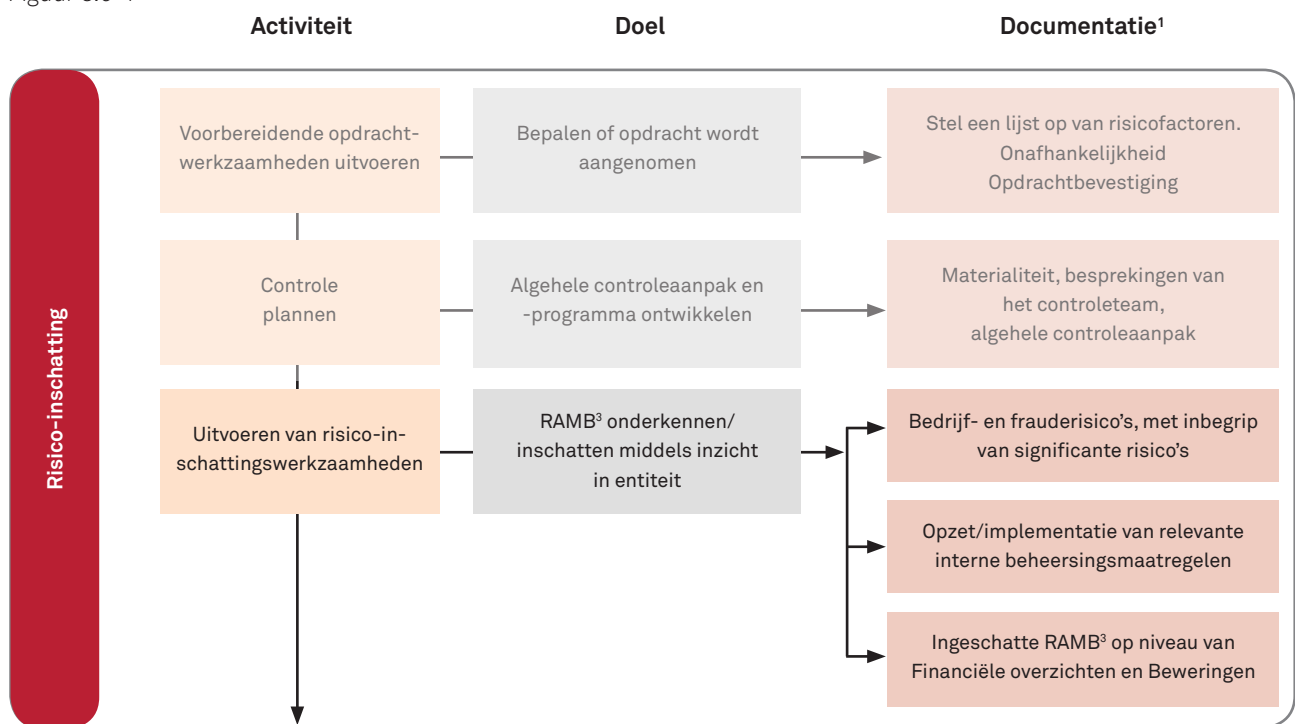 Activiteit
Doel
Documentatie¹
Risico-inschatting
Voorbereidende opdracht-
werkzaamheden uitvoeren
Bepalen of opdracht wordt
aangenomen
Stel een lijst op van risicofactoren.
Onafhankelijkheid
Opdrachtbevestiging
Controle
plannen
Algehele controleaanpak en
-programma ontwikkelen
Materialiteit, besprekingen van
het controleteam,
algehele controleaanpak
Uitvoeren van risico-in-
schattingswerkzaamheden
RAMB³ onderkennen/
inschatten middels inzicht
in entiteit
Bedrijf- en frauderisico’s, met inbegrip
van significante risico’s
Opzet/implementatie van relevante
interne beheersingsmaatregelen
Ingeschatte RAMB³ op niveau van
Financiële overzichten en Beweringen